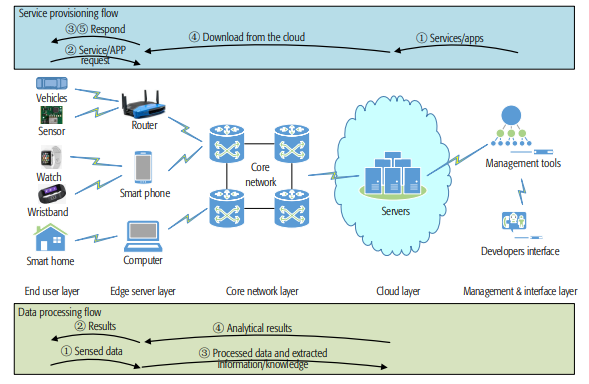 Service provisioning flow
③⑤ Respond
④ Download from the cloud
① Services/apps
② Service/APP
request
Vehicles
Sensor
Router
Watch
Wristband
Smart phone
Core
network
Servers
Management tools
Smart home
Computer
Developers interface
End user layer
Edge server layer
Core network layer
Cloud layer
Management & interface layer
Data processing flow
② Results
④ Analytical results
① Sensed data
③ Processed data and extracted
information/knowledge